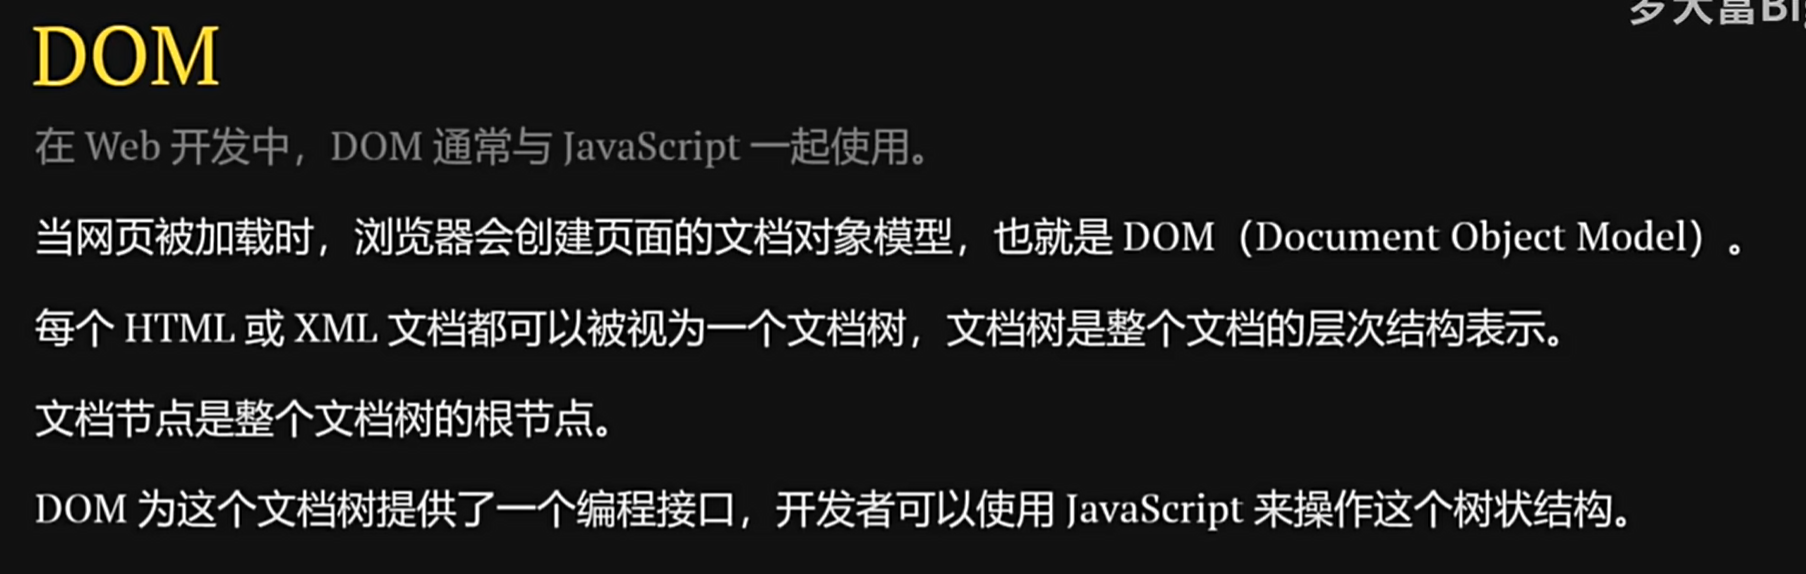 DOM
在 Web 开发中，DOM 通常与 JavaScript 一起使用。
当网页被加载时，浏览器会创建页面的文档对象模型，也就是 DOM（Document Object Model）。
每个 HTML 或 XML 文档都可以被视为一个文档树，文档树是整个文档的层次结构表示。
文档节点是整个文档树的根节点。
DOM 为这个文档树提供了一个编程接口，开发者可以使用 JavaScript 来操作这个树状结构。